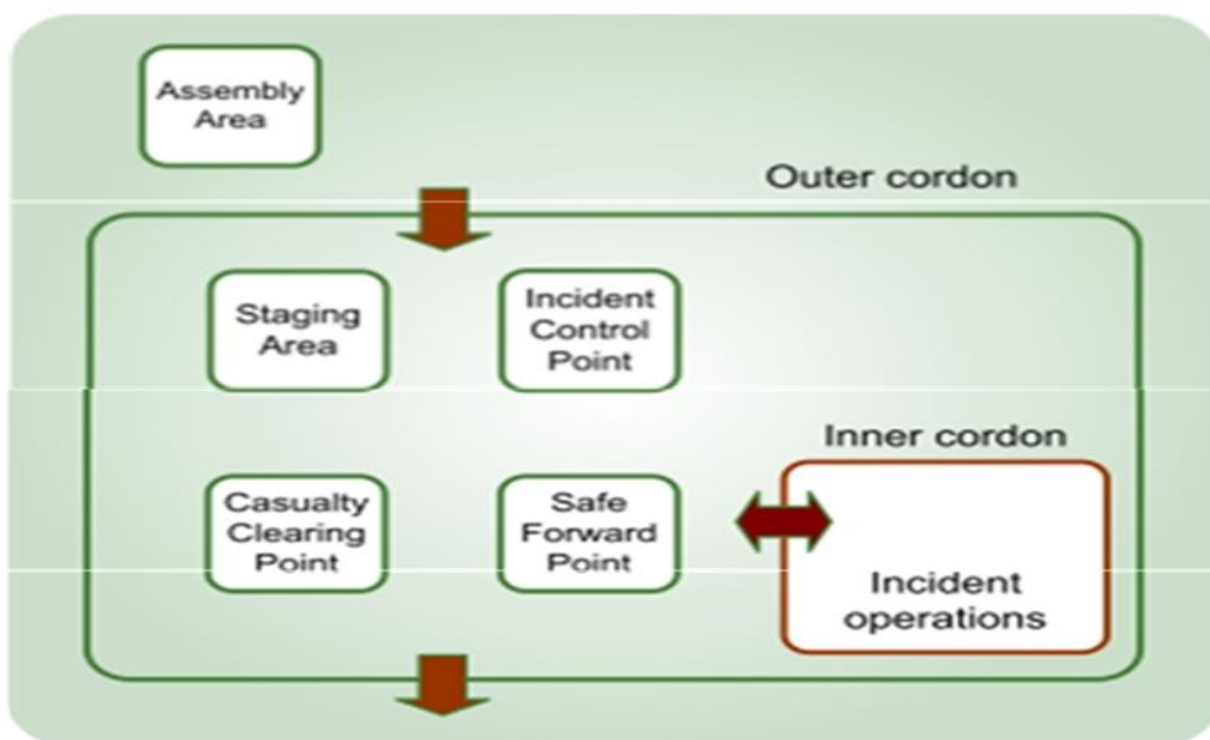 Assembly
Area
Outer cordon
Staging
Area
Incident
Control
Point
Inner cordon
Casualty
Clearing
Point
Safe
Forward
Point
Incident
operations